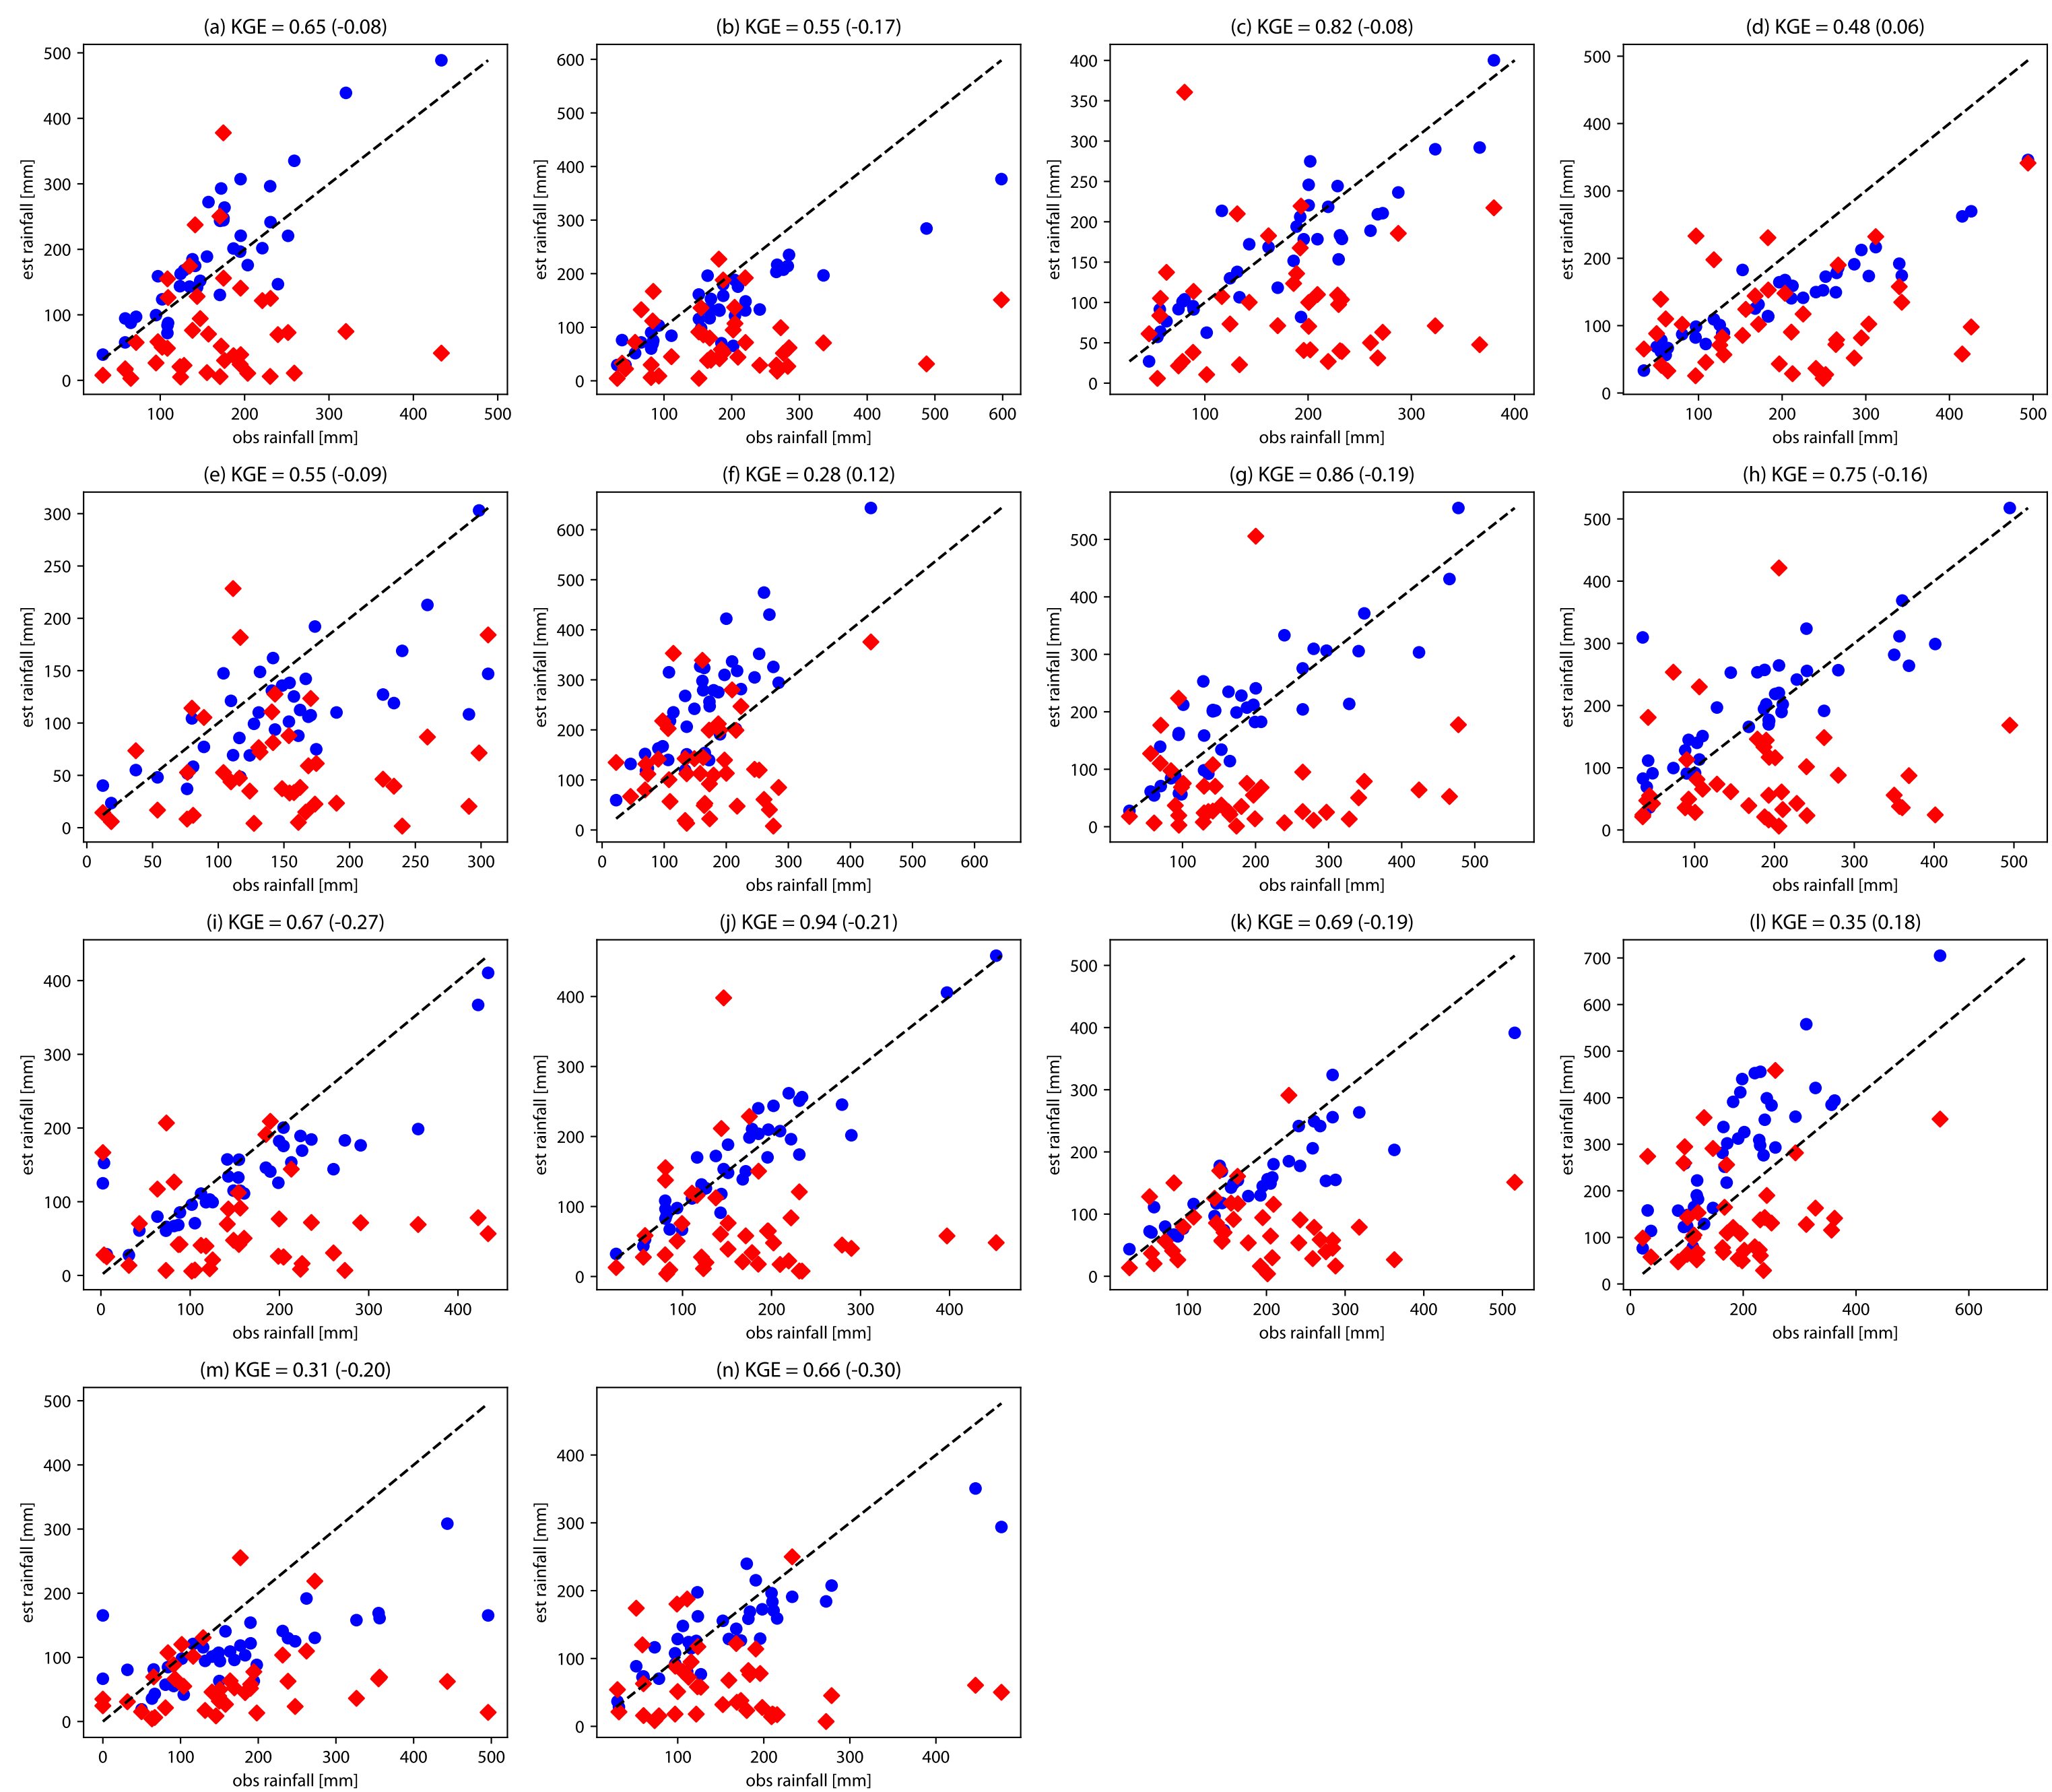 (a) KGE = 0.65 (-0.08)
est rainfall [mm]
500
400
300
200
100
0
100 200 300 400 500
obs rainfall [mm]
(b) KGE = 0.55 (-0.17)
est rainfall [mm]
600
500
400
300
200
100
0
100 200 300 400 500 600
obs rainfall [mm]
(c) KGE = 0.82 (-0.08)
est rainfall [mm]
400
350
300
250
200
150
100
50
0
100 200 300 400
obs rainfall [mm]
(d) KGE = 0.48 (0.06)
est rainfall [mm]
500
400
300
200
100
0
100 200 300 400 500
obs rainfall [mm]
(e) KGE = 0.55 (-0.09)
est rainfall [mm]
300
250
200
150
100
50
0
0 50 100 150 200 250 300
obs rainfall [mm]
(f) KGE = 0.28 (0.12)
est rainfall [mm]
600
500
400
300
200
100
0
0 100 200 300 400 500 600
obs rainfall [mm]
(g) KGE = 0.86 (-0.19)
est rainfall [mm]
500
400
300
200
100
0
100 200 300 400 500
obs rainfall [mm]
(h) KGE = 0.75 (-0.16)
est rainfall [mm]
500
400
300
200
100
0
100 200 300 400 500
obs rainfall [mm]
(i) KGE = 0.67 (-0.27)
est rainfall [mm]
400
300
200
100
0
0 100 200 300 400
obs rainfall [mm]
(j) KGE = 0.94 (-0.21)
est rainfall [mm]
400
300
200
100
0
100 200 300 400
obs rainfall [mm]
(k) KGE = 0.69 (-0.19)
est rainfall [mm]
500
400
300
200
100
0
100 200 300 400 500
obs rainfall [mm]
(l) KGE = 0.35 (0.18)
est rainfall [mm]
700
600
500
400
300
200
100
0
0 200 400 600
obs rainfall [mm]
(m) KGE = 0.31 (-0.20)
est rainfall [mm]
500
400
300
200
100
0
0 100 200 300 400 500
obs rainfall [mm]
(n) KGE = 0.66 (-0.30)
est rainfall [mm]
400
300
200
100
0
100 200 300 400
obs rainfall [mm]